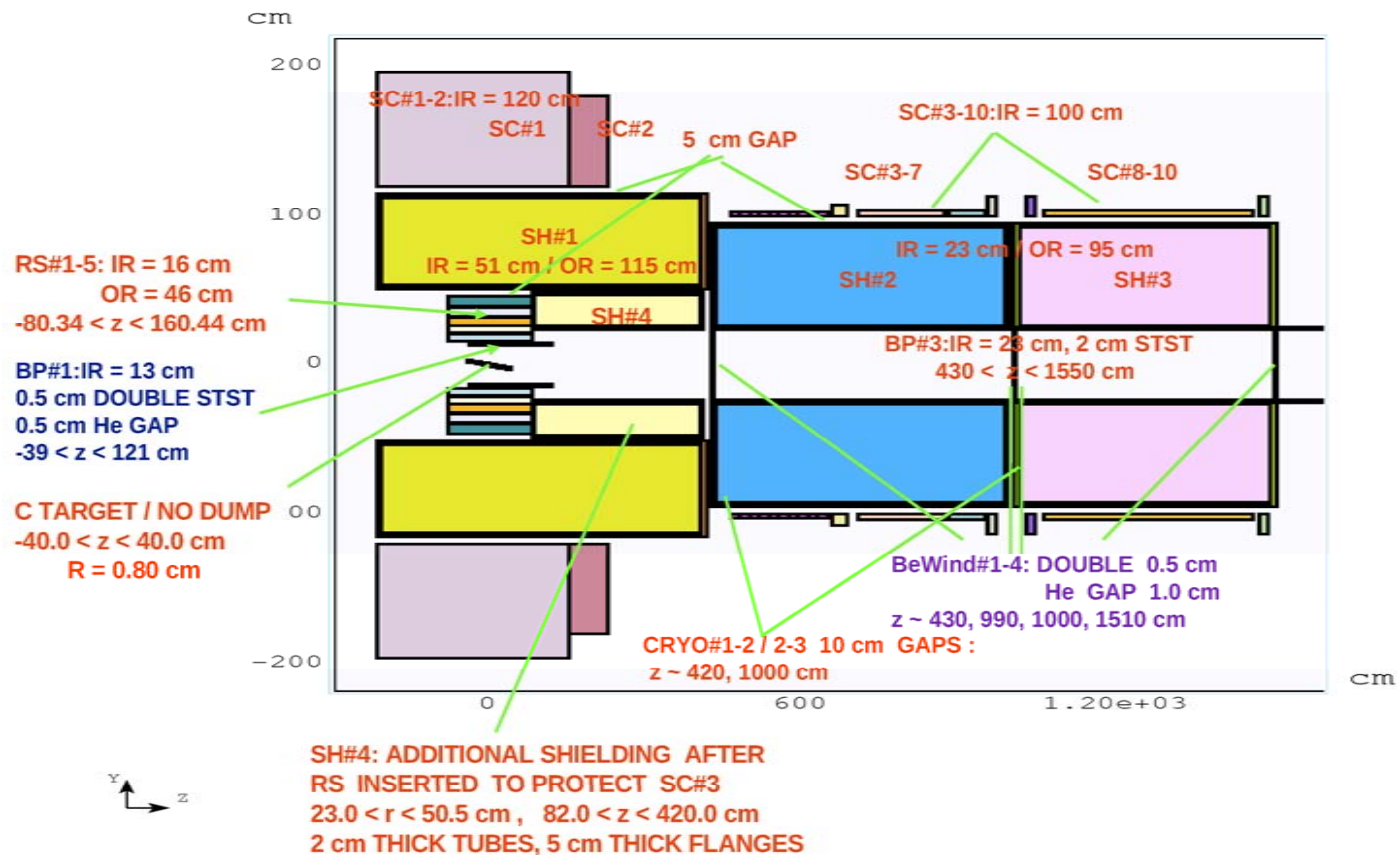 cm
200
SC#1-2:IR = 120 cm
SC#1
SC#2
5 cm GAP
SC#3-10:IR = 100 cm
SC#3-7
SC#8-10
100
SH#1
IR = 51 cm / OR = 115 cm
IR = 23 cm / OR = 95 cm
SH#2
SH#3
RS#1-5: IR = 16 cm
OR = 46 cm
-80.34 < z < 160.44 cm
SH#4
0
BP#1:IR = 13 cm
0.5 cm DOUBLE STST
0.5 cm He GAP
-39 < z < 121 cm
BP#3:IR = 23 cm, 2 cm STST
430 < z < 1550 cm
C TARGET / NO DUMP
-40.0 < z < 40.0 cm
R = 0.80 cm
00
BeWind#1-4: DOUBLE 0.5 cm
He GAP 1.0 cm
z ~ 430, 990, 1000, 1510 cm
CRYO#1-2 / 2-3 10 cm GAPS :
z ~ 420, 1000 cm
-200
cm
0
600
1.20e+03
SH#4: ADDITIONAL SHIELDING AFTER
RS INSERTED TO PROTECT SC#3
23.0 < r < 50.5 cm , 82.0 < z < 420.0 cm
2 cm THICK TUBES, 5 cm THICK FLANGES
Y
Z